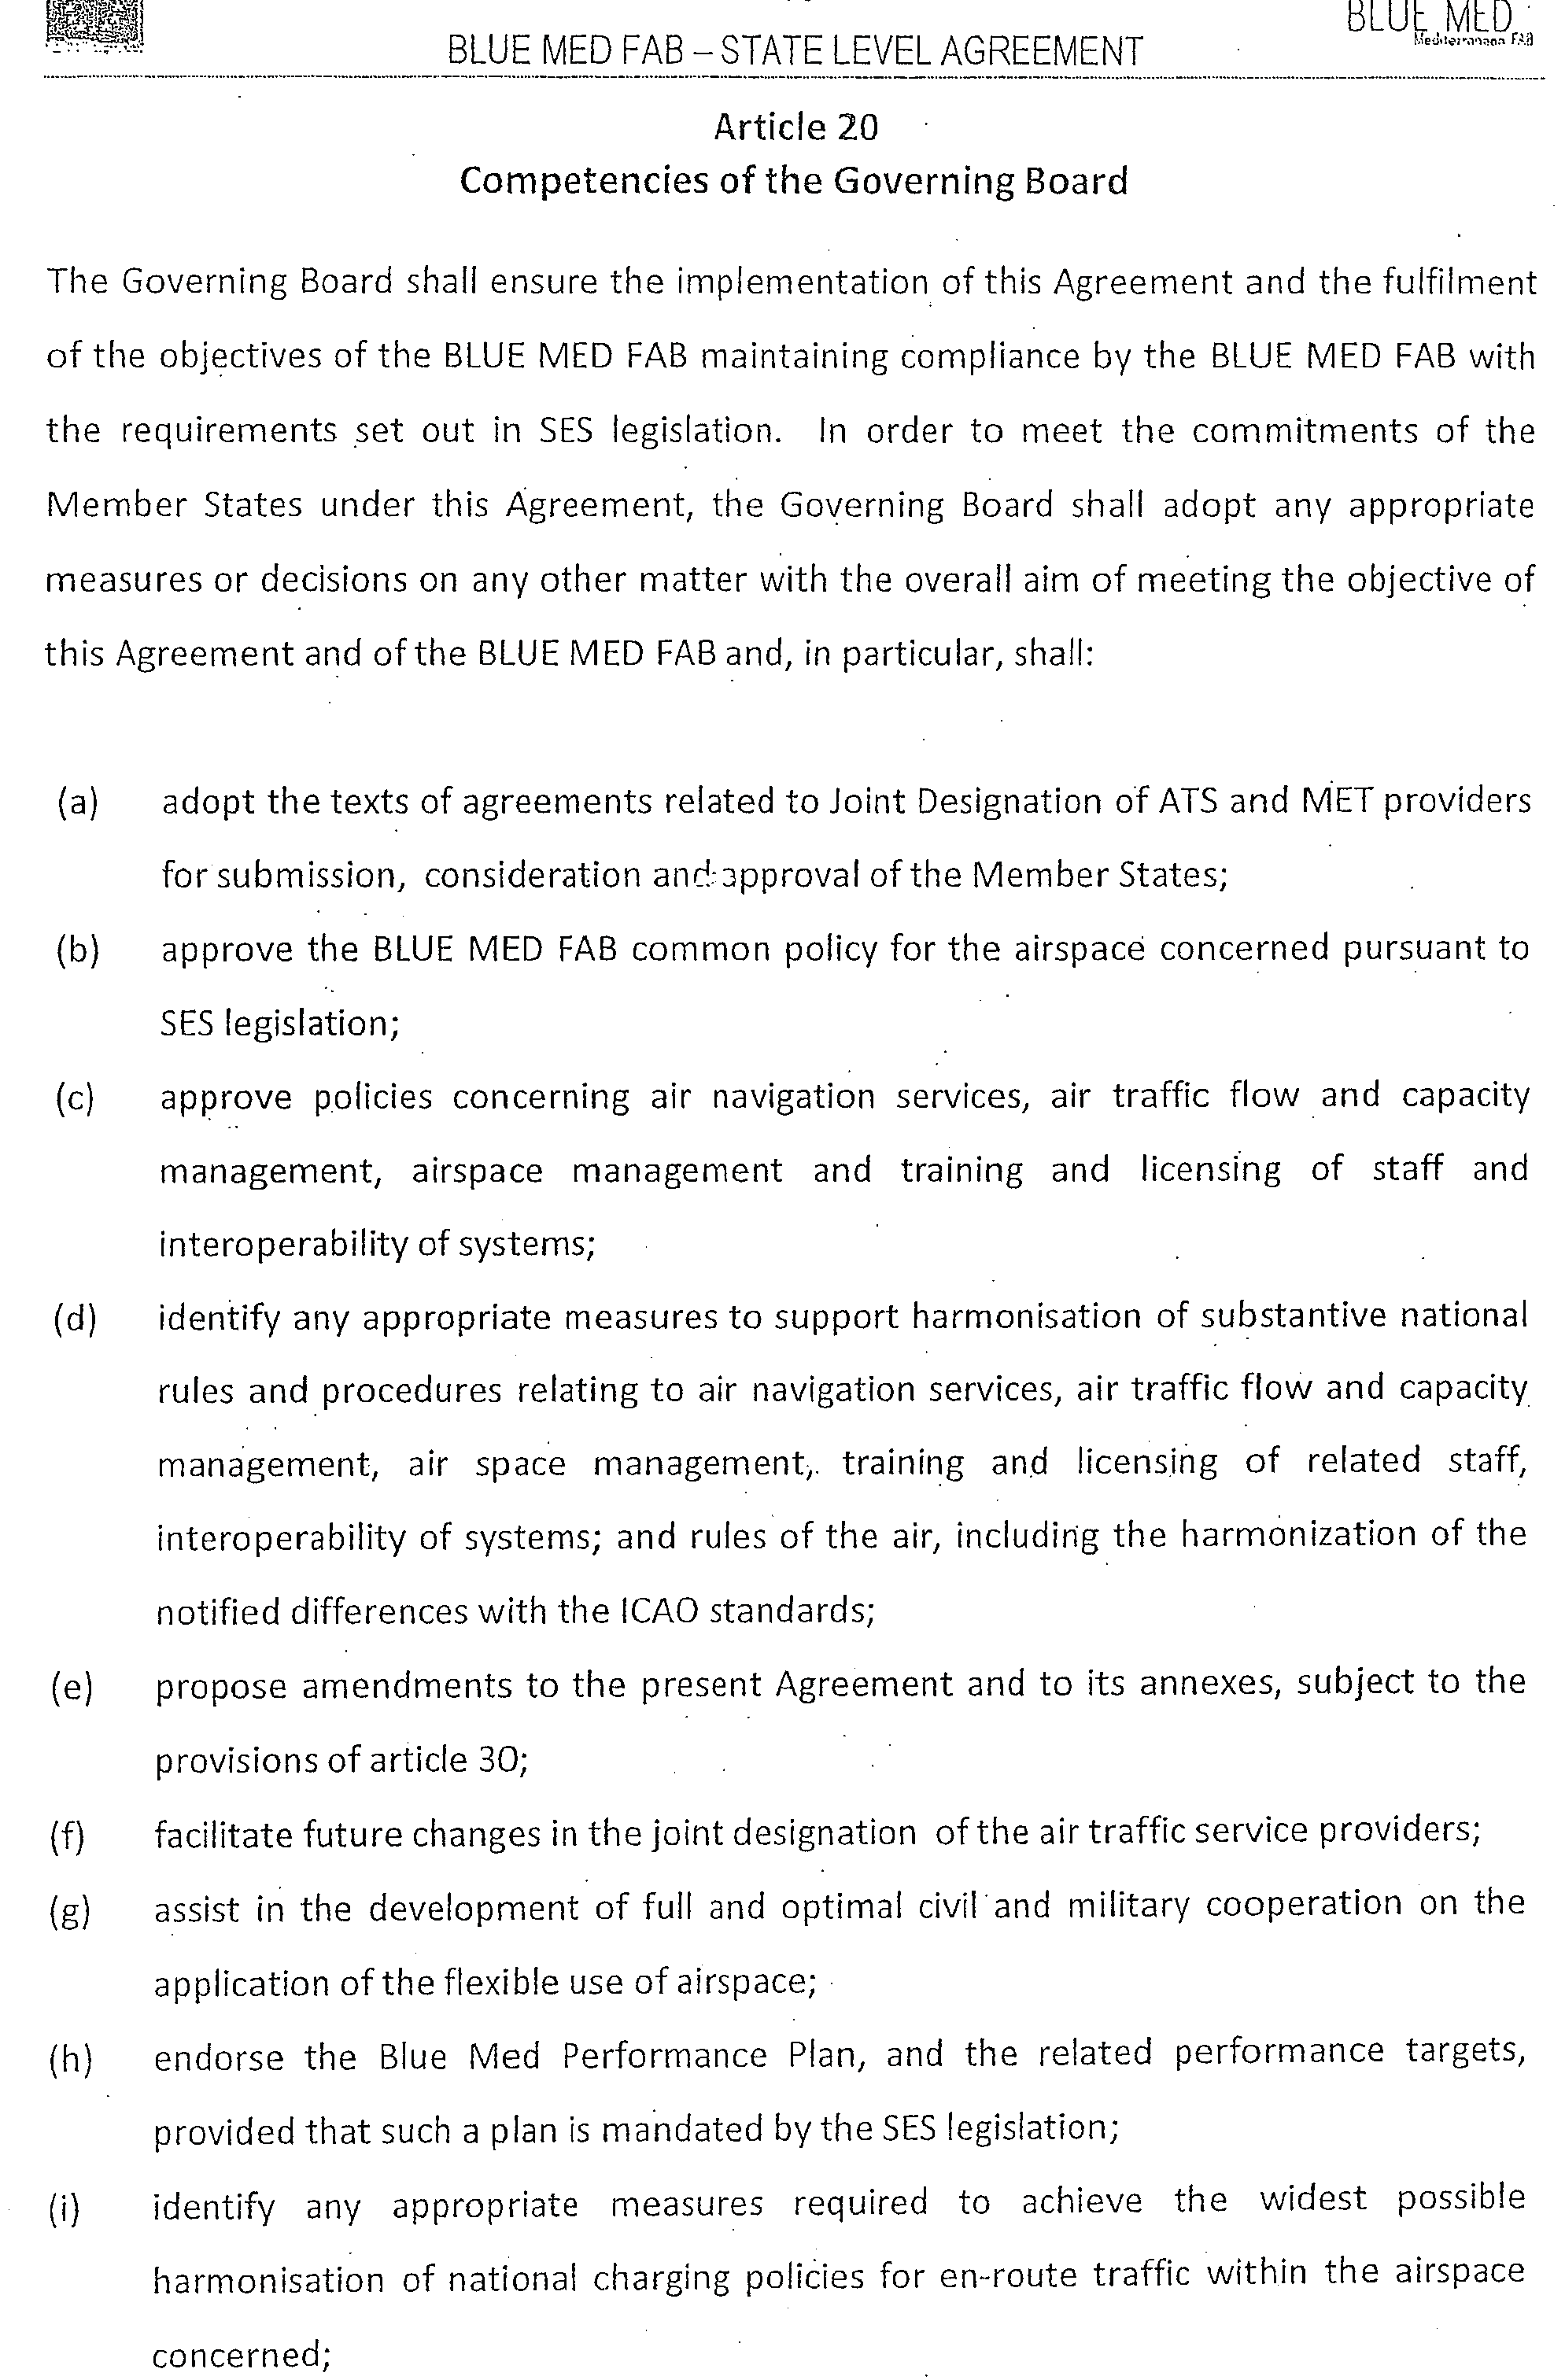 BLUE MED
Mediterranean FAB
BLUE MED FAB – STATE LEVEL AGREEMENT
Article 20
Competencies of the Governing Board
The Governing Board shall ensure the implementation of this Agreement and the fulfilment
of the objectives of the BLUE MED FAB maintaining compliance by the BLUE MED FAB with
the requirements set out in SES legislation. In order to meet the commitments of the
Member States under this Agreement, the Governing Board shall adopt any appropriate
measures or decisions on any other matter with the overall aim of meeting the objective of
this Agreement and of the BLUE MED FAB and, in particular, shall:
(a) adopt the texts of agreements related to Joint Designation of ATS and MET providers
for submission, consideration and approval of the Member States;
(b) approve the BLUE MED FAB common policy for the airspace concerned pursuant to
SES legislation;
(c) approve policies concerning air navigation services, air traffic flow and capacity
management, airspace management and training and licensing of staff and
interoperability of systems;
(d) identify any appropriate measures to support harmonisation of substantive national
rules and procedures relating to air navigation services, air traffic flow and capacity
management, air space management, training and licensing of related staff,
interoperability of systems; and rules of the air, including the harmonization of the
notified differences with the ICAO standards;
(e) propose amendments to the present Agreement and to its annexes, subject to the
provisions of article 30;
(f) facilitate future changes in the joint designation of the air traffic service providers;
(g) assist in the development of full and optimal civil and military cooperation on the
application of the flexible use of airspace;
(h) endorse the Blue Med Performance Plan, and the related performance targets,
provided that such a plan is mandated by the SES legislation;
(i) identify any appropriate measures required to achieve the widest possible
harmonisation of national charging policies for en-route traffic within the airspace
concerned;